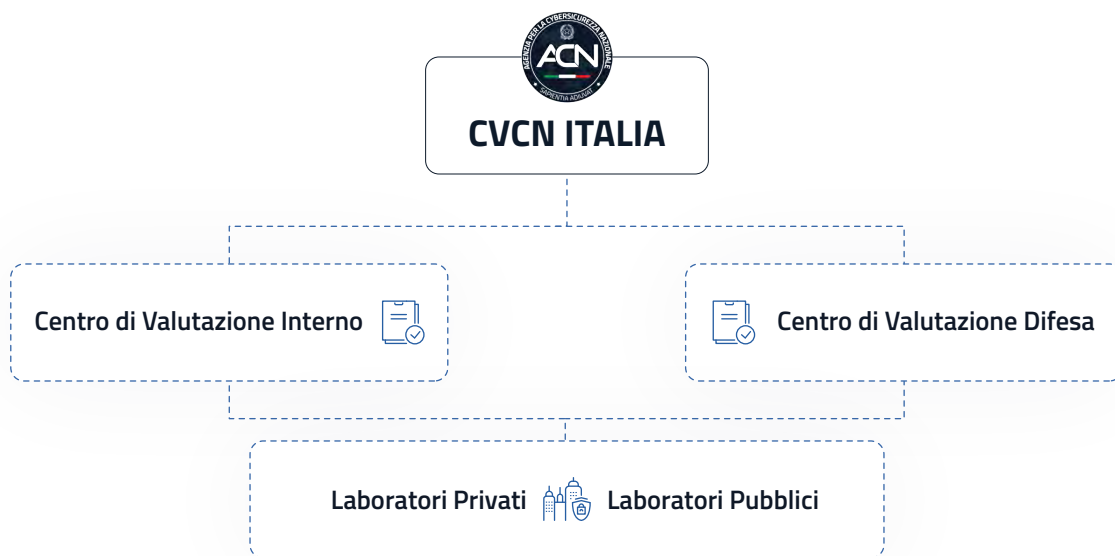 AGENZIA PER LA CYBERSICUREZZA NAZIONALE
ACN
SAPIENTIA ADIUVAT
CVCN ITALIA
Centro di Valutazione Interno
Centro di Valutazione Difesa
Laboratori Privati
Laboratori Pubblici